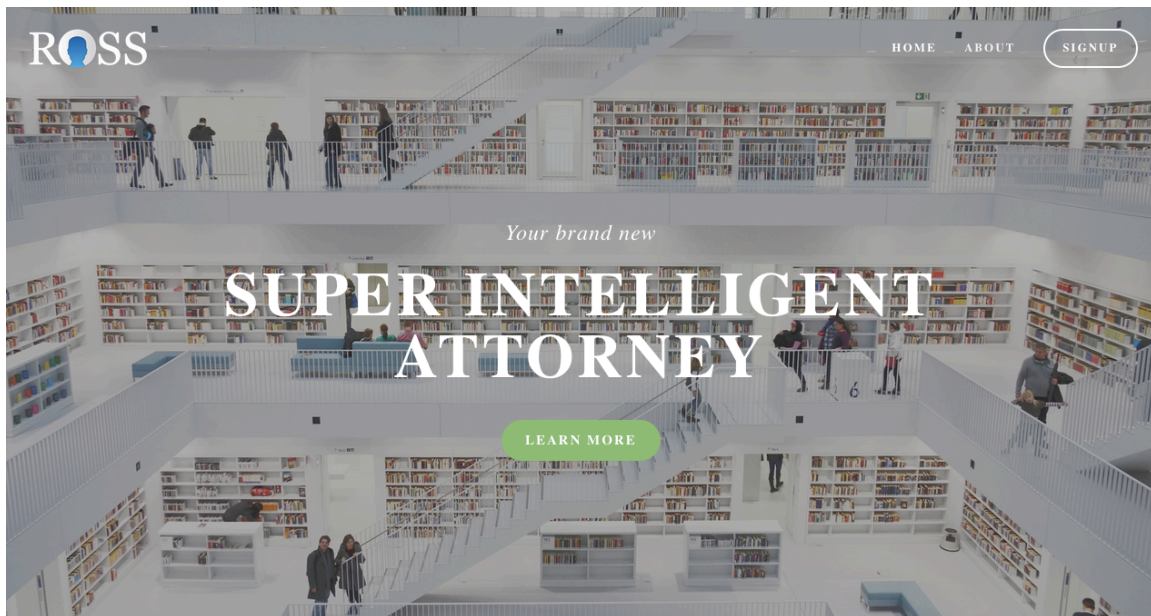 ROSS
HOME ABOUT SIGNUP
Your brand new
SUPER INTELLIGENT
ATTORNEY
LEARN MORE